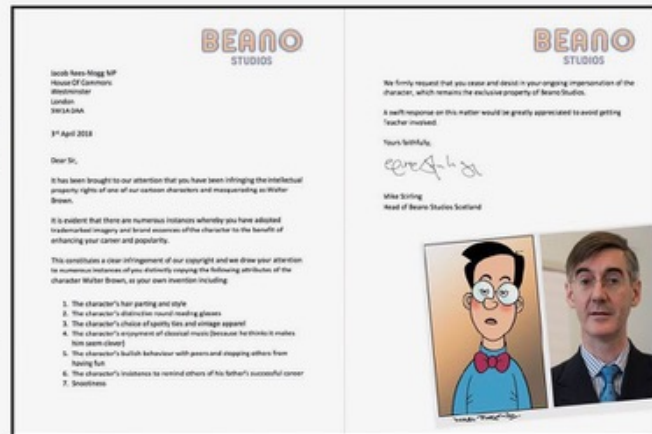 BEANO
STUDIOS
Jacob Rees-Mogg MP
House Of Commons
Westminster
London
SW1A 0AA
3rd April 2018
Dear Sir,
It has been brought to our attention that you have been infringing the intellectual
property rights of one of our cartoon characters and masquerading as Walter
Brown.
It is evident that there are numerous instances whereby you have adopted
trademarked imagery and brand essences of the character to the benefit of
enhancing your career and popularity.
This constitutes a clear infringement of our copyright and we draw your attention
to numerous instances of you distinctly copying the following attributes of the
character Walter Brown, as your own invention including:
1. The character's hair parting and style
2. The character's distinctive round reading glasses
3. The character's choice of spotty ties and vintage apparel
4. The character's enjoyment of classical music (because he thinks it makes
him seem clever)
5. The character's bullish behaviour with peers and stopping others from
having fun
6. The character's insistence to remind others of his father's successful career
7. Snootiness
BEANO
STUDIOS
We firmly request that you cease and desist in your ongoing impersonation of the
character, which remains the exclusive property of Beano Studios.
A swift response on this matter would be greatly appreciated to avoid getting
Teacher involved.
Yours faithfully,
Mike Stirling
Head of Beano Studios Scotland